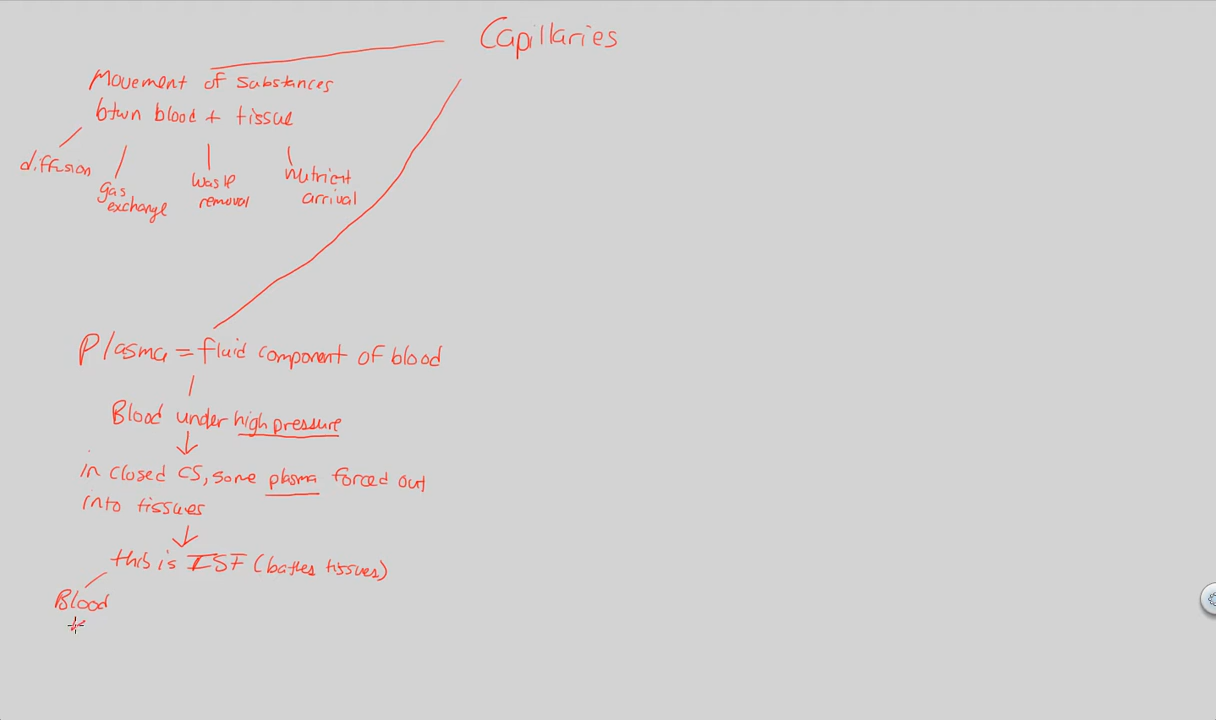 Capillaries
Movement of substances
btwn blood + tissue
diffusion
gas
exchange
waste
removal
nutrient
arrival
Plasma = fluid component of blood
Blood under high pressure
in closed CS, some plasma forced out
into tissues
this is ISF (bathes tissues)
Blood